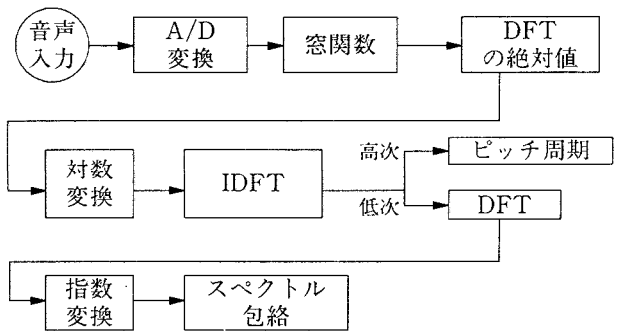 音声
入力
A/D
変換
窓関数
DFT
の絶対値
対数
変換
IDFT
高次
ピッチ周期
低次
DFT
指数
変換
スペクトル
包絡